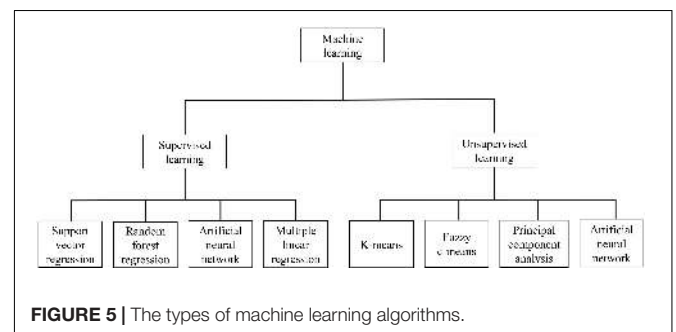 Machine
learning
Supervised
learning
Unsupervised
learning
Support
vector
regression
Random
forest
regression
Artificial
neural
network
Multiple
linear
regression
K-means
Fuzzy
c means
Principal
component
analysis
Artificial
neural
network
FIGURE 5 | The types of machine learning algorithms.